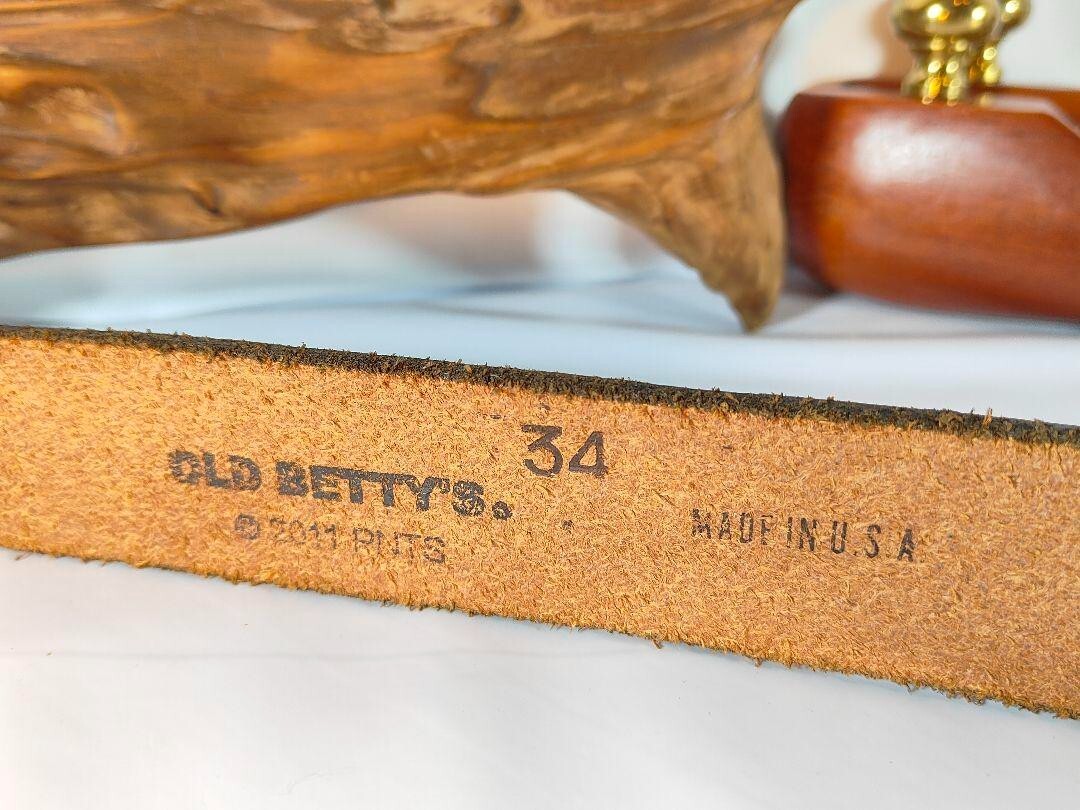 34
OLD BETTY'S.
© 2011 PNTS
MADE IN U.S.A